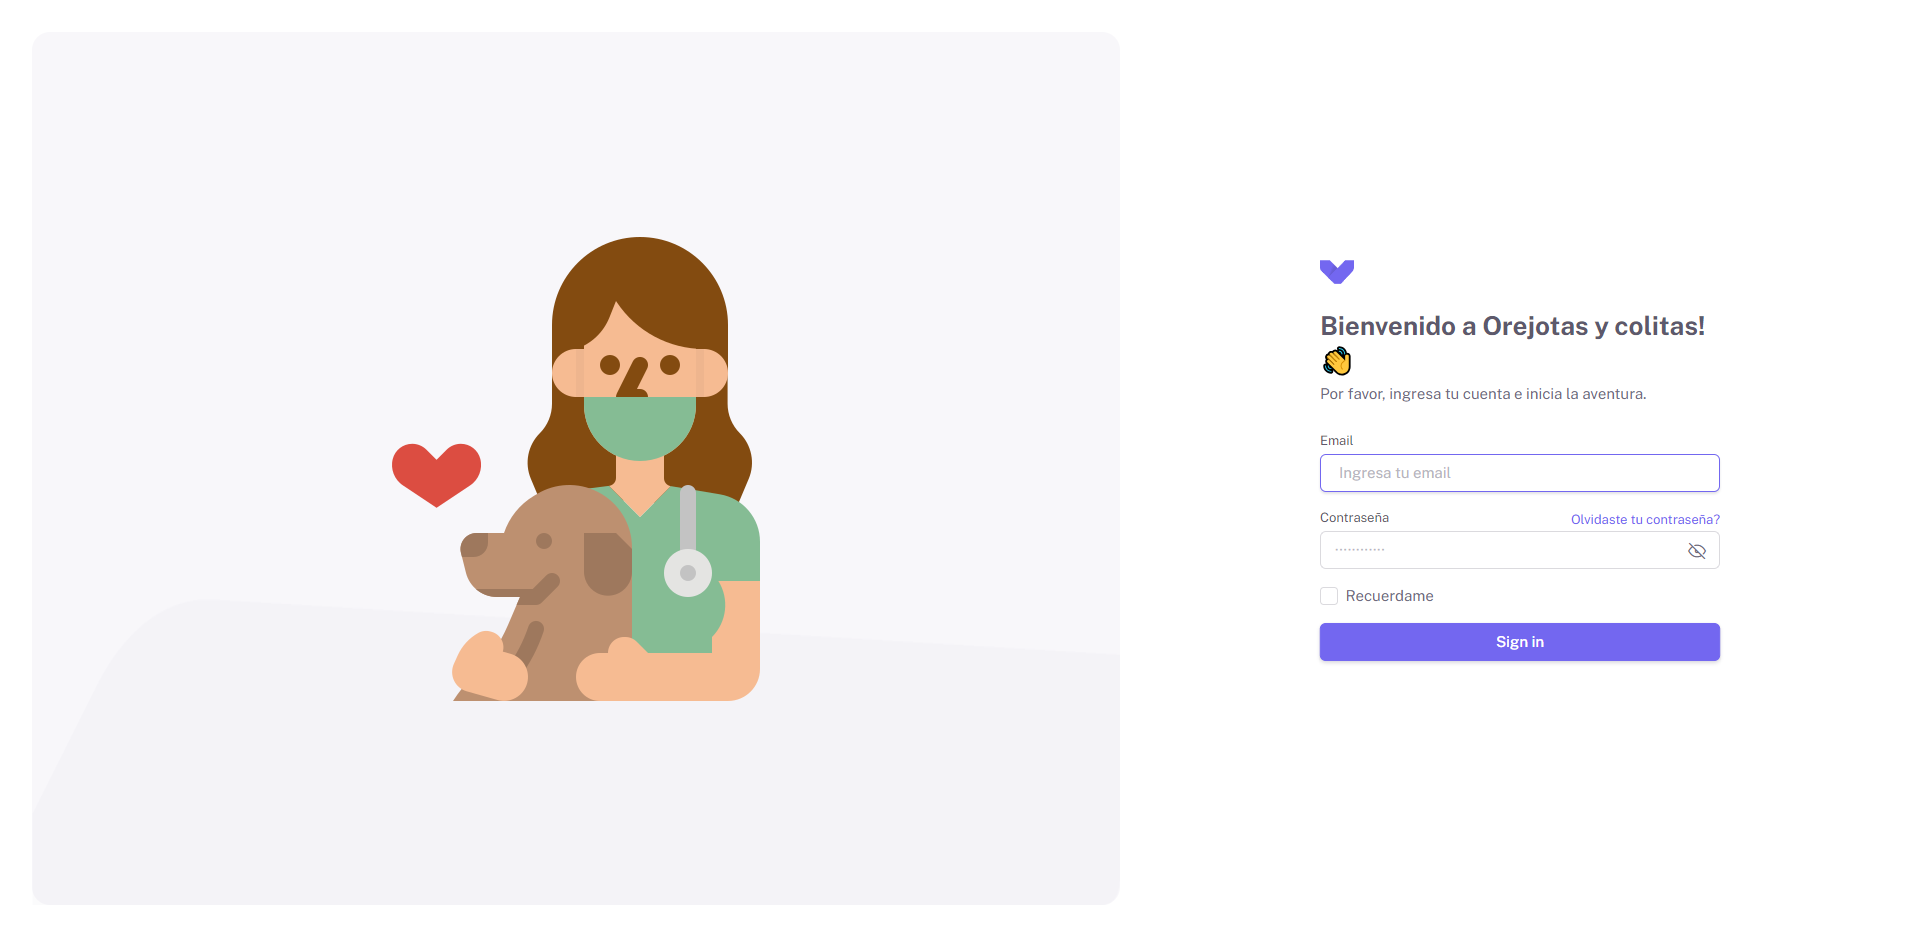 Bienvenido a Orejotas y colitas!
👋
Por favor, ingresa tu cuenta e inicia la aventura.
Email
Ingresa tu email
Contraseña
Olvidaste tu contraseña?
············
Recuerdame
Sign in